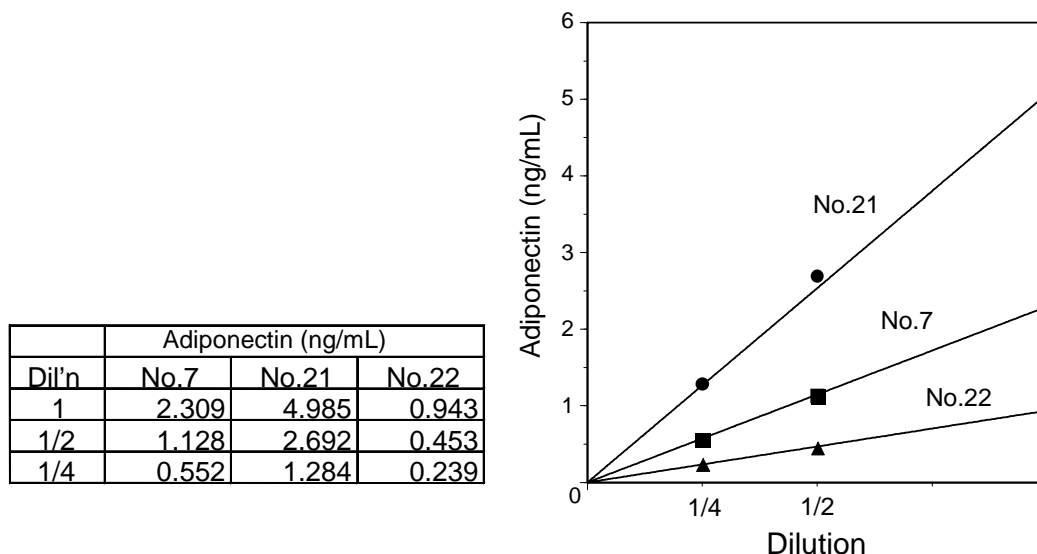 Adiponectin (ng/mL)
Dil'n No.7 No.21 No.22
1 2.309 4.985 0.943
1/2 1.128 2.692 0.453
1/4 0.552 1.284 0.239
Adiponectin (ng/mL)
6
5
4
3
2
1
0
No.21
No.7
No.22
1/4 1/2
Dilution